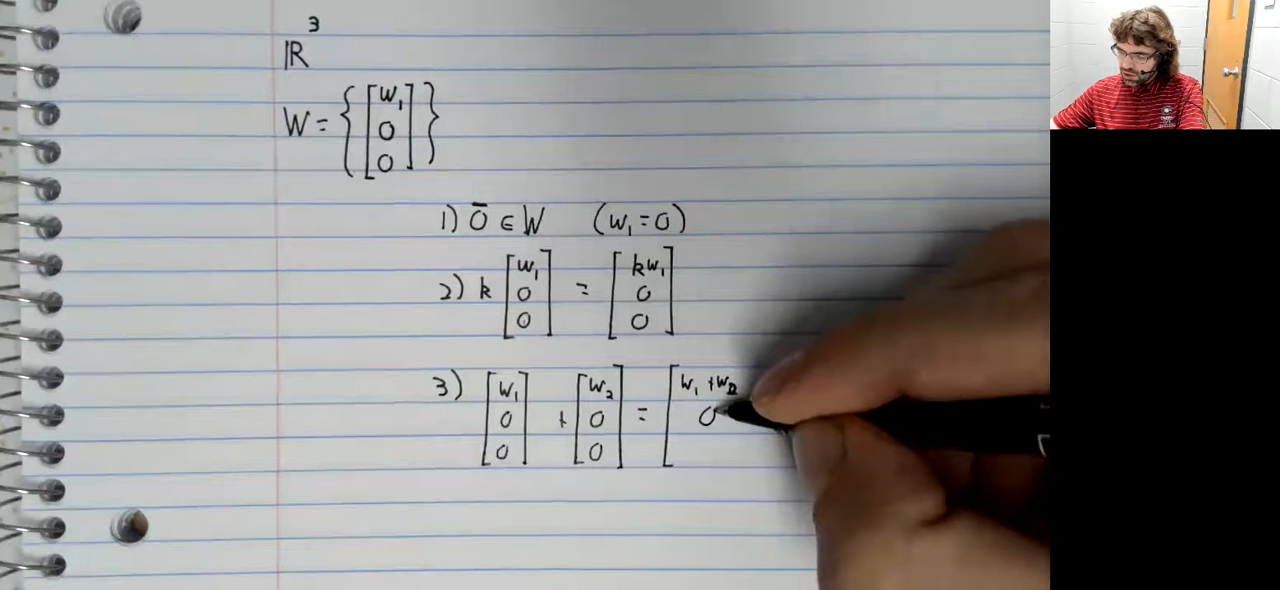 ℝ³
W = { [w₁ 0 0] }
1) 0̄ ∈ W (w₁ = 0)
2) k [w₁ 0 0] = [kw₁ 0 0]
3) [w₁ 0 0] + [w₂ 0 0] = [w₁ + w₂ 0